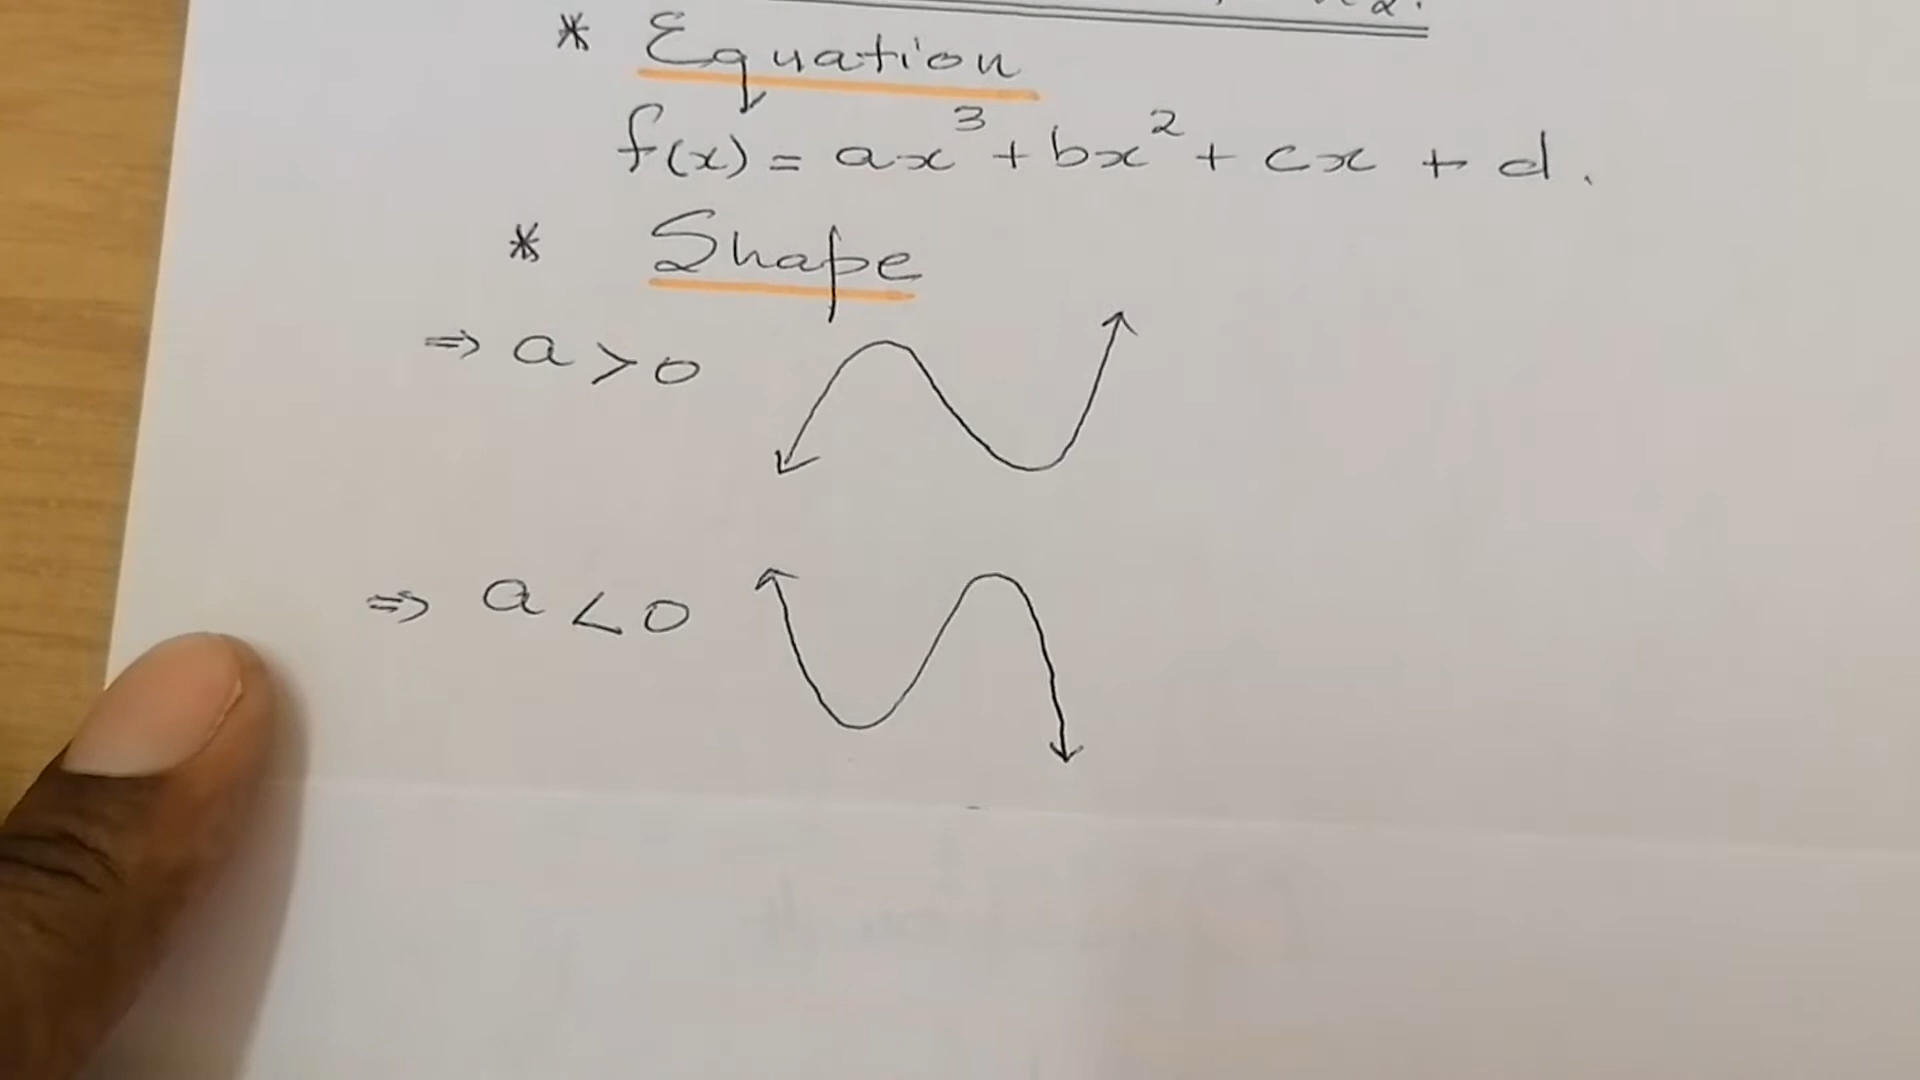 * Equation
f(x) = ax³ + bx² + cx + d.
* Shape
⇒ a > 0
⇒ a < 0